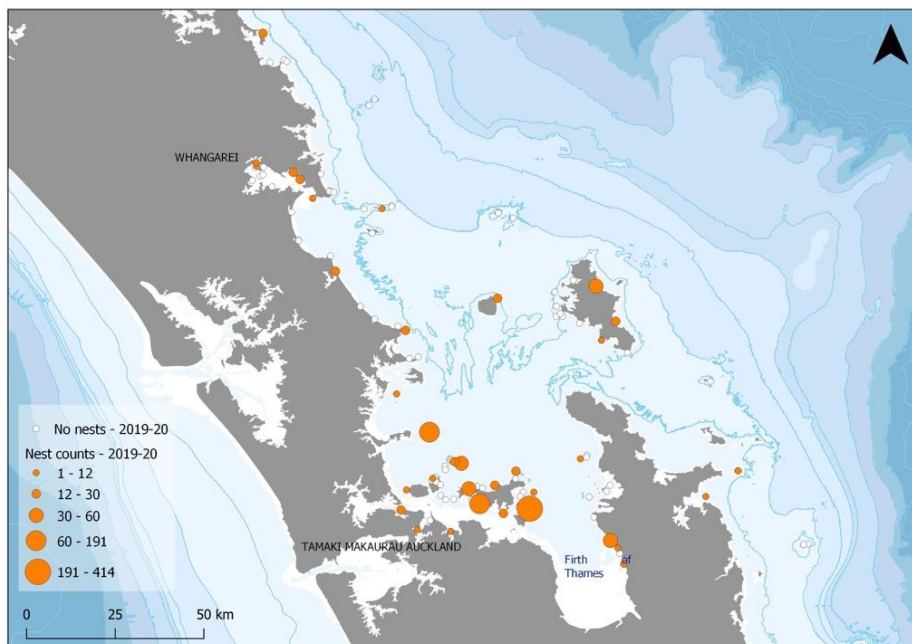 WHANGAREI
No nests - 2019-20
Nest counts - 2019-20
1 - 12
12 - 30
30 - 60
60 - 191
191 - 414
TAMAKI MAKAURAU AUCKLAND
Firth of
Thames
0 25 50 km